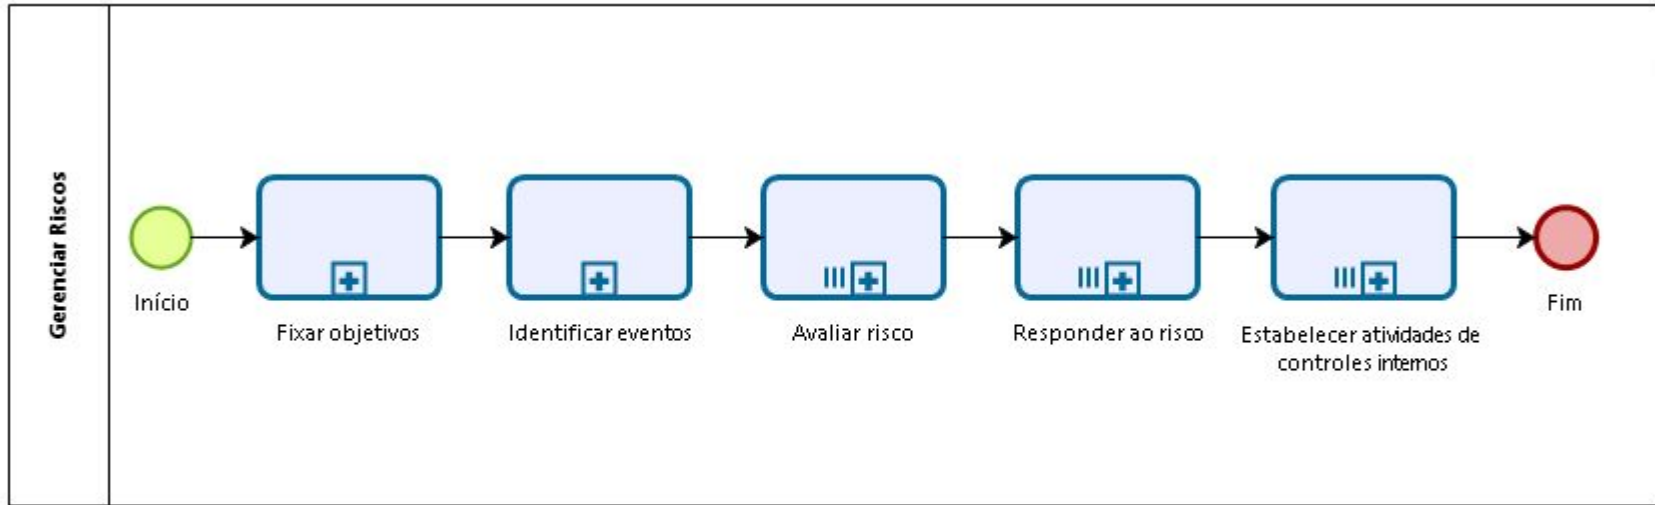 Gerenciar Riscos
Início
Fixar objetivos
Identificar eventos
Avaliar risco
Responder ao risco
Estabelecer atividades de
controles internos
Fim